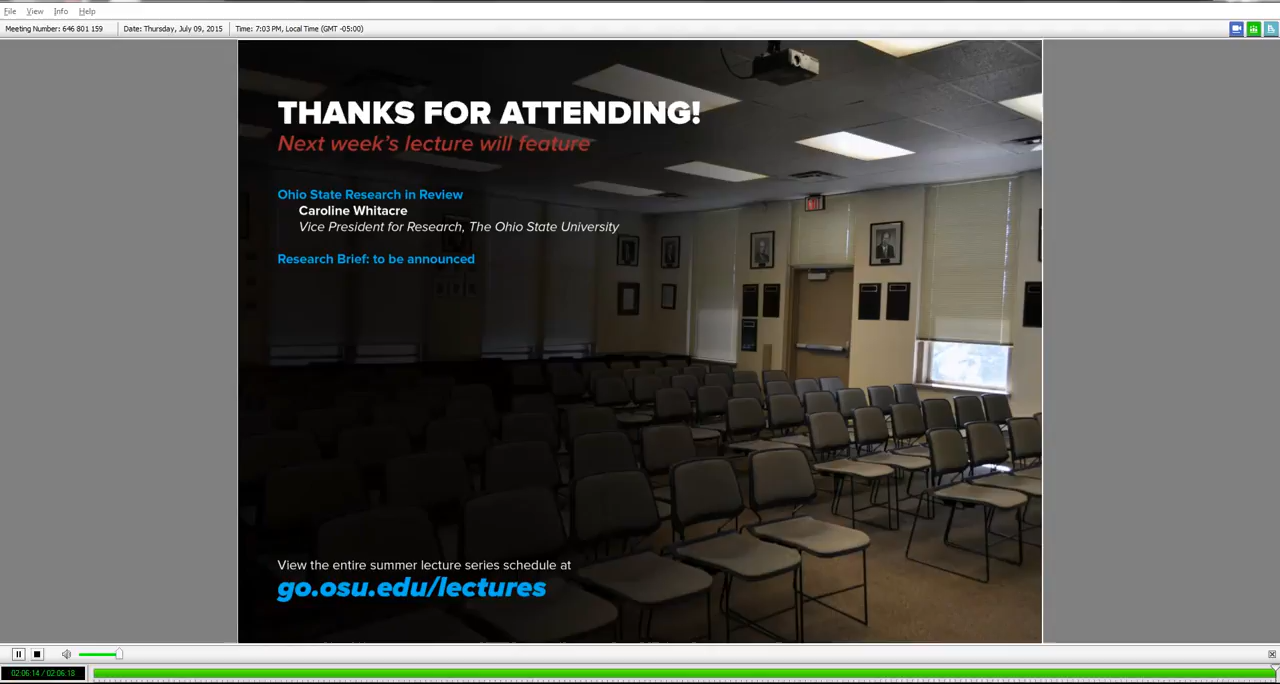 File View Info Help
Meeting Number: 646 801 159 Date: Thursday, July 09, 2015 Time: 7:03 PM, Local Time (GMT -05:00)
THANKS FOR ATTENDING!
Next week's lecture will feature
Ohio State Research in Review
Caroline Whitacre
Vice President for Research, The Ohio State University
Research Brief: to be announced
View the entire summer lecture series schedule at
go.osu.edu/lectures
02:06:14 / 02:06:18